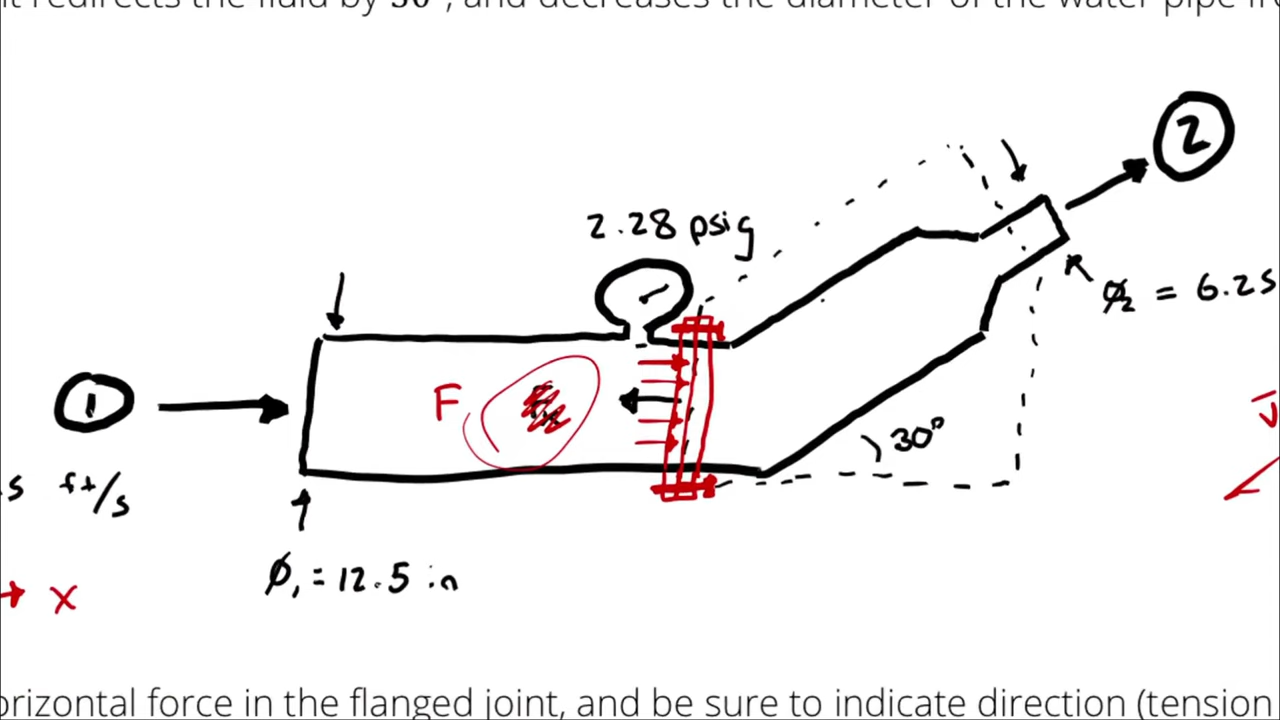 it redirects the fluid by 30°, and decreases the diameter of the water pipe fr
2
2.28 psig
Ø₂ = 6.25
1
F
30°
s ft/s
Ø₁ = 12.5 in
→ x
orizontal force in the flanged joint, and be sure to indicate direction (tension